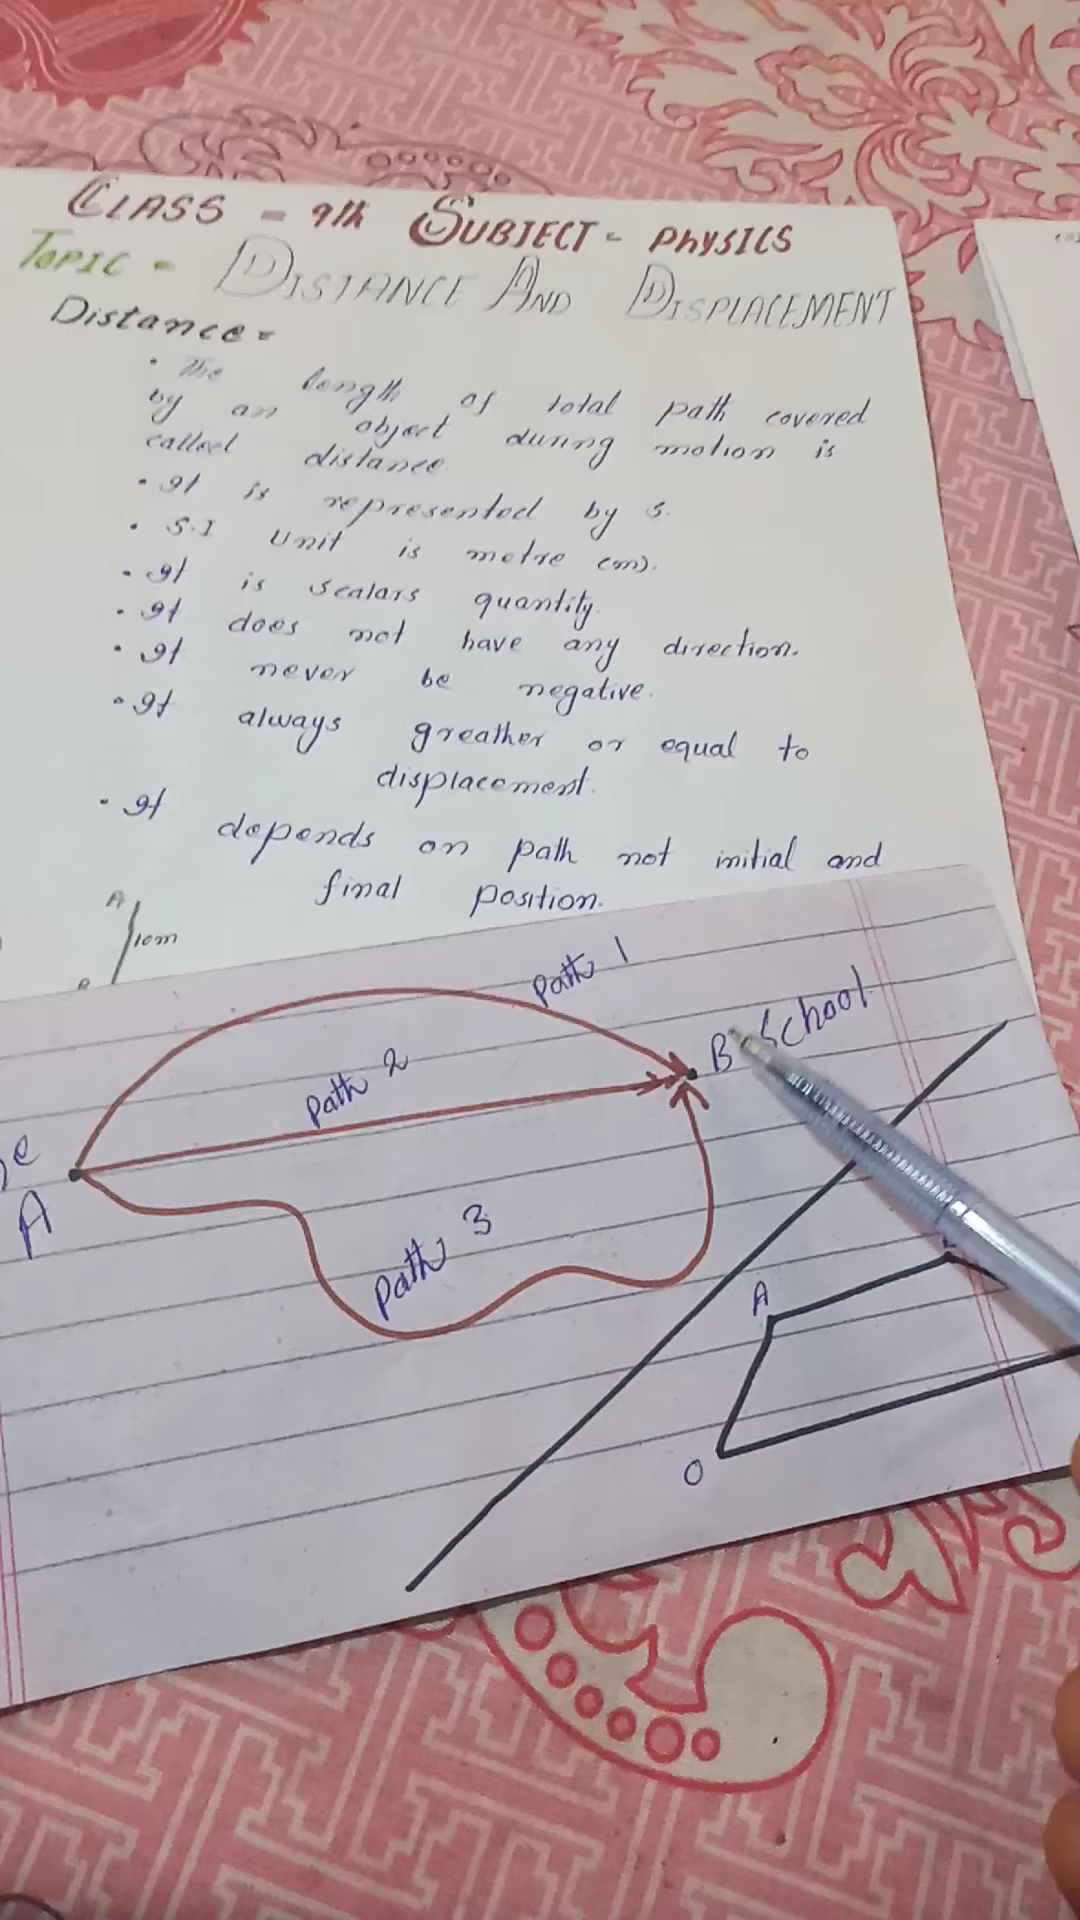 CLASS = 9th SUBJECT - PHYSICS
TOPIC = DISTANCE AND DISPLACEMENT
Distance =
• The length of total path covered
by an object during motion is
called distance.
• It is represented by s.
• S.I Unit is metre (m).
• It is scalars quantity.
• It does not have any direction.
• It never be negative.
• It always greather or equal to
displacement.
• It depends on path not initial and
final position.
A
10m
Path 1
B School
Path 2
A
Path 3
A
O